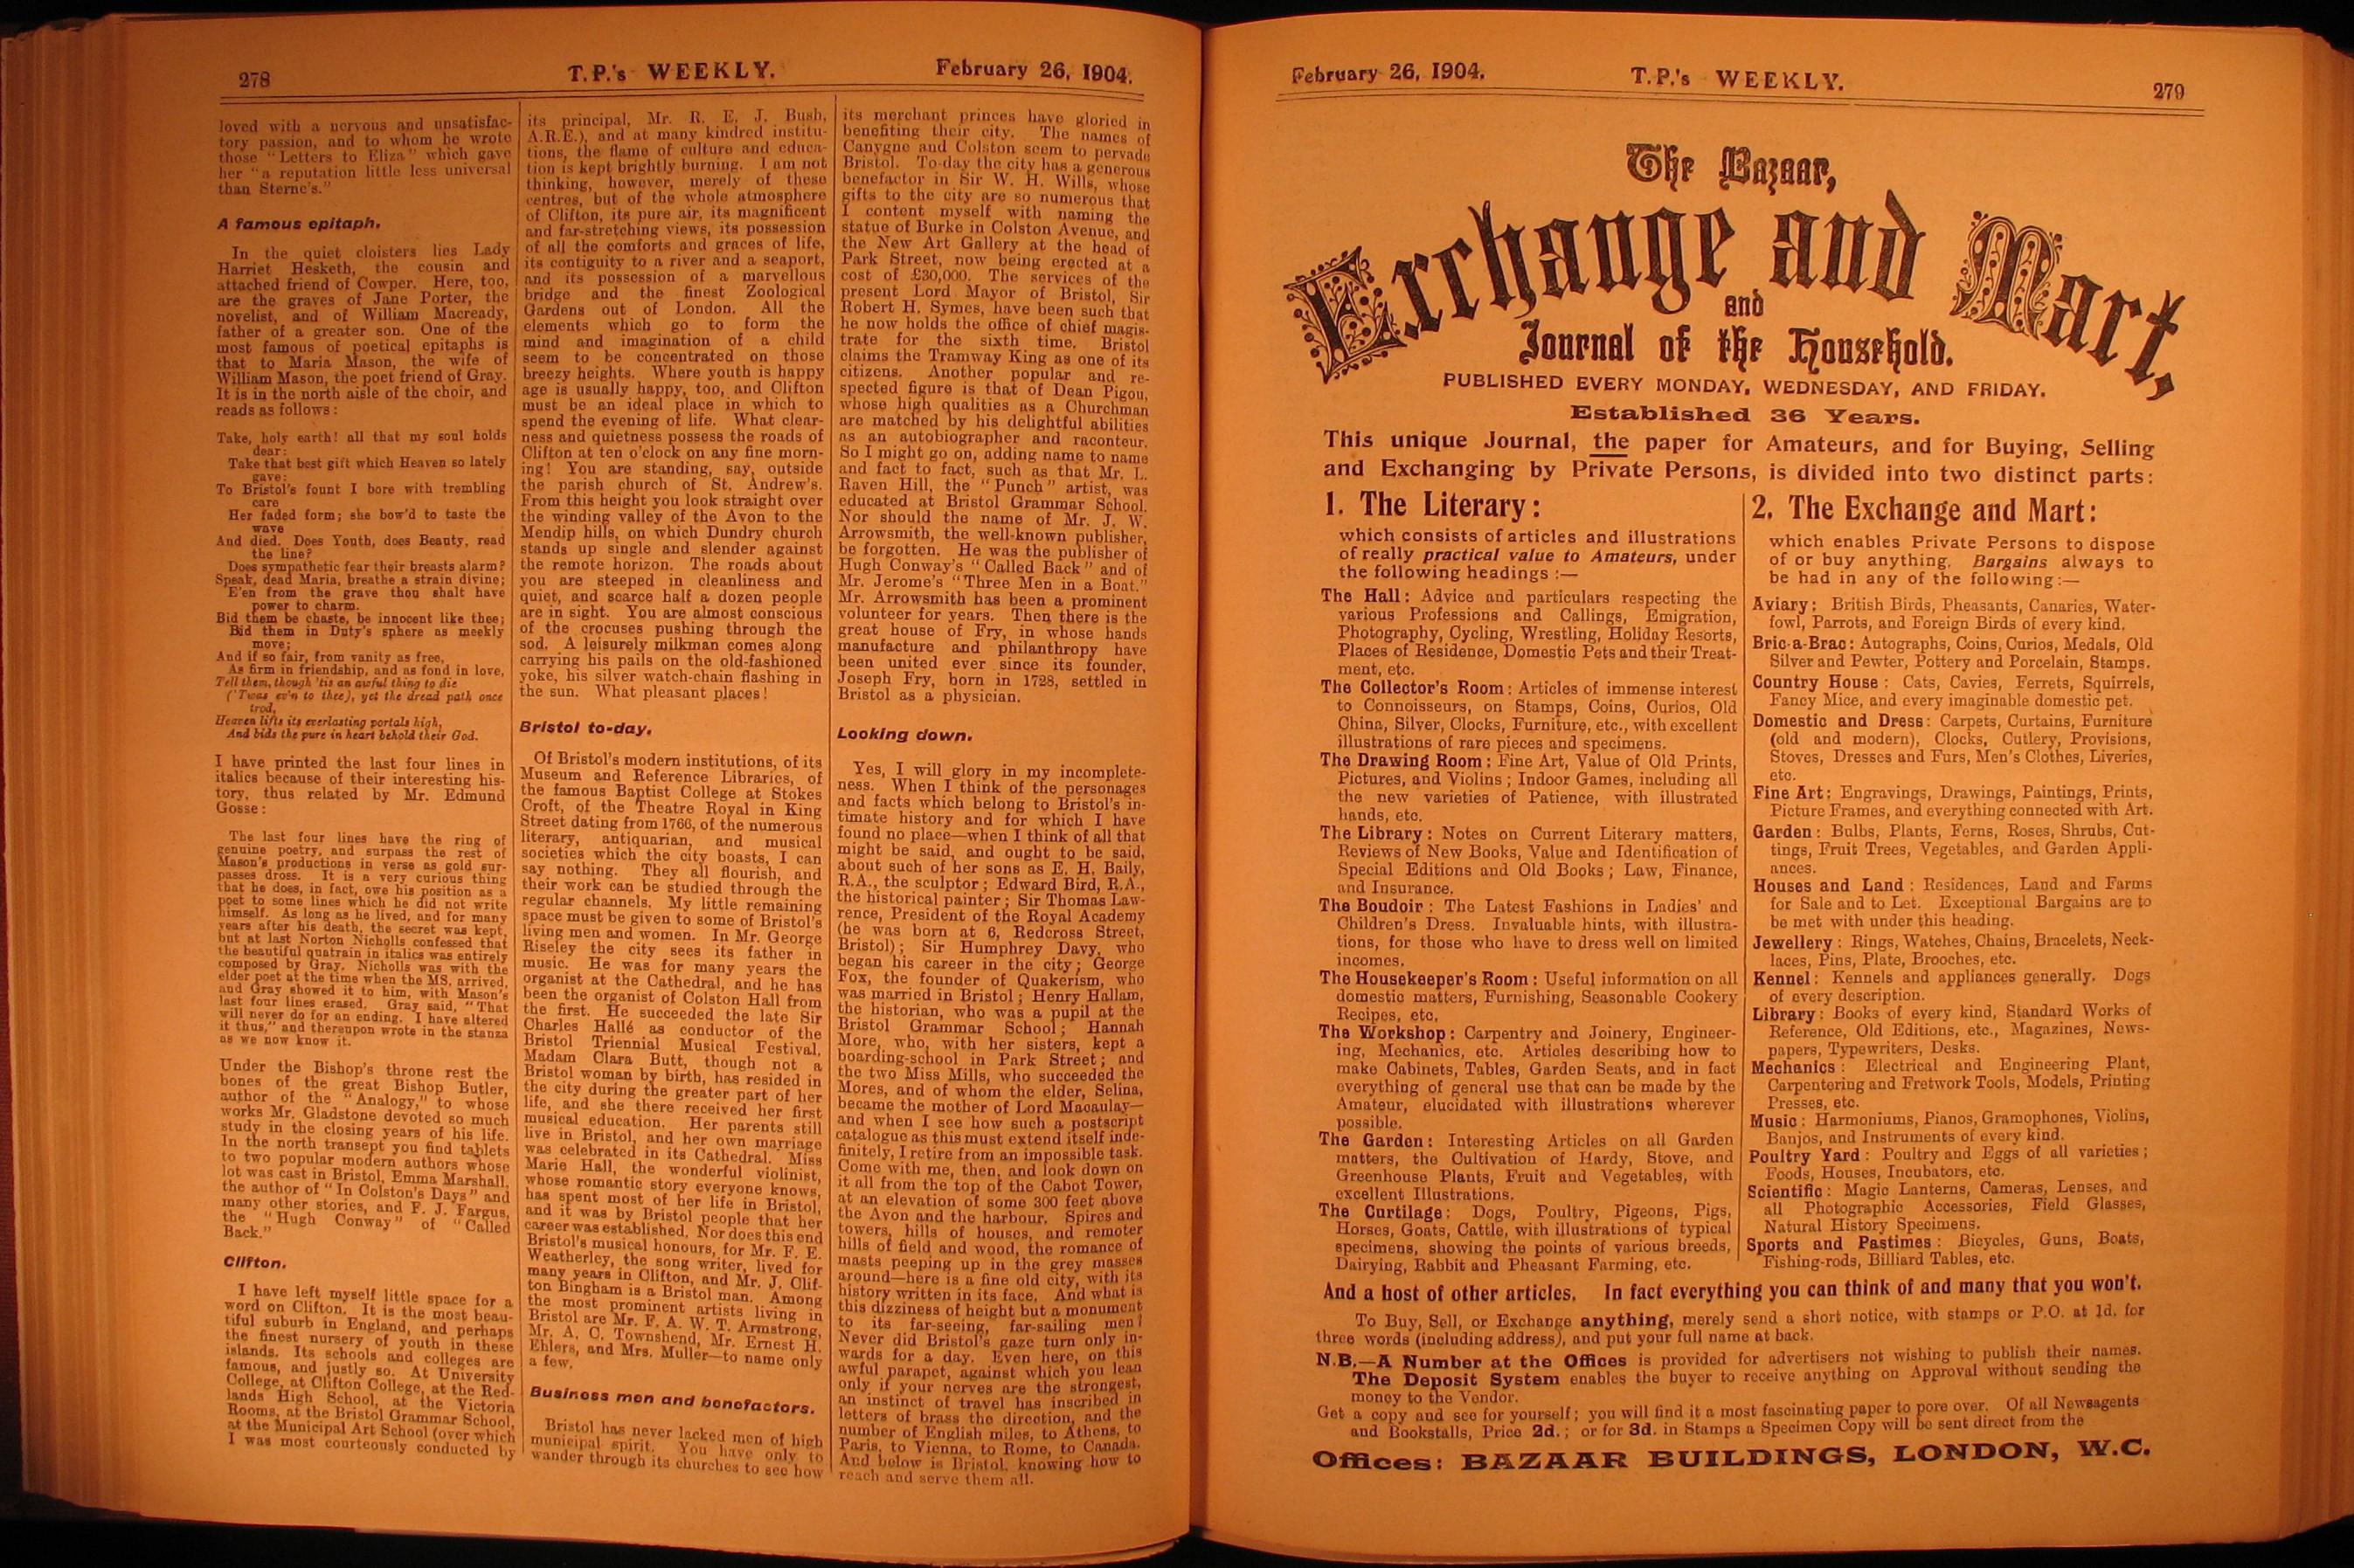 278
T.P.'s WEEKLY.
February 26, 1904.
loved with a nervous and unsatisfac-
tory passion, and to whom he wrote
those "Letters to Eliza" which gave
her "a reputation little less universal
than Sterne's."
A famous epitaph.
In the quiet cloisters lies Lady
Harriet Hesketh, the cousin and
attached friend of Cowper. Here, too,
are the graves of Jane Porter, the
novelist, and of William Macready,
father of a greater son. One of the
most famous of poetical epitaphs is
that to Maria Mason, the wife of
William Mason, the poet friend of Gray.
It is in the north aisle of the choir, and
reads as follows:
Take, holy earth! all that my soul holds
dear:
Take that best gift which Heaven so lately
gave:
To Bristol's fount I bore with trembling
care
Her faded form; she bow'd to taste the
wave
And died. Does Youth, does Beauty, read
the line?
Does sympathetic fear their breasts alarm?
Speak, dead Maria, breathe a strain divine;
E'en from the grave thou shalt have
power to charm.
Bid them be chaste, be innocent like thee;
Bid them in Duty's sphere as meekly
move;
And if so fair, from vanity as free,
As firm in friendship, and as fond in love,
Tell them, though 'tis an awful thing to die
('Twas ev'n to thee), yet the dread path once
trod,
Heaven lifts its everlasting portals high,
And bids the pure in heart behold their God.
I have printed the last four lines in
italics because of their interesting his-
tory, thus related by Mr. Edmund
Gosse:
The last four lines have the ring of
genuine poetry, and surpass the rest of
Mason's productions in verse as gold sur-
passes dross. It is a very curious thing
that he does, in fact, owe his position as a
poet to some lines which he did not write
himself. As long as he lived, and for many
years after his death, the secret was kept,
but at last Norton Nicholls confessed that
the beautiful quatrain in italics was entirely
composed by Gray. Nicholls was with the
elder poet at the time when the MS. arrived,
and Gray showed it to him, with Mason's
last four lines erased. Gray said, "That
will never do for an ending. I have altered
it thus," and thereupon wrote in the stanza
as we now know it.
Under the Bishop's throne rest the
bones of the great Bishop Butler,
author of the "Analogy," to whose
works Mr. Gladstone devoted so much
study in the closing years of his life.
In the north transept you find tablets
to two popular modern authors whose
lot was cast in Bristol, Emma Marshall,
the author of "In Colston's Days" and
many other stories, and F. J. Fargus,
the "Hugh Conway" of "Called
Back."
Clifton.
I have left myself little space for a
word on Clifton. It is the most beau-
tiful suburb in England, and perhaps
the finest nursery of youth in these
islands. Its schools and colleges are
famous, and justly so. At University
College, at Clifton College, at the Red-
lands High School, at the Victoria
Rooms, at the Bristol Grammar School,
at the Municipal Art School (over which
I was most courteously conducted by
its principal, Mr. R. E. J. Bush,
A.R.E.), and at many kindred institu-
tions, the flame of culture and educa-
tion is kept brightly burning. I am not
thinking, however, merely of these
centres, but of the whole atmosphere
of Clifton, its pure air, its magnificent
and far-stretching views, its possession
of all the comforts and graces of life,
its contiguity to a river and a seaport,
and its possession of a marvellous
bridge and the finest Zoological
Gardens out of London. All the
elements which go to form the
mind and imagination of a child
seem to be concentrated on those
breezy heights. Where youth is happy
age is usually happy, too, and Clifton
must be an ideal place in which to
spend the evening of life. What clear-
ness and quietness possess the roads of
Clifton at ten o'clock on any fine morn-
ing! You are standing, say, outside
the parish church of St. Andrew's.
From this height you look straight over
the winding valley of the Avon to the
Mendip hills, on which Dundry church
stands up single and slender against
the remote horizon. The roads about
you are steeped in cleanliness and
quiet, and scarce half a dozen people
are in sight. You are almost conscious
of the crocuses pushing through the
sod. A leisurely milkman comes along
carrying his pails on the old-fashioned
yoke, his silver watch-chain flashing in
the sun. What pleasant places!
Bristol to-day.
Of Bristol's modern institutions, of its
Museum and Reference Libraries, of
the famous Baptist College at Stokes
Croft, of the Theatre Royal in King
Street dating from 1766, of the numerous
literary, antiquarian, and musical
societies which the city boasts, I can
say nothing. They all flourish, and
their work can be studied through the
regular channels. My little remaining
space must be given to some of Bristol's
living men and women. In Mr. George
Riseley the city sees its father in
music. He was for many years the
organist at the Cathedral, and he has
been the organist of Colston Hall from
the first. He succeeded the late Sir
Charles Hallé as conductor of the
Bristol Triennial Musical Festival.
Madam Clara Butt, though not a
Bristol woman by birth, has resided in
the city during the greater part of her
life, and she there received her first
musical education. Her parents still
live in Bristol, and her own marriage
was celebrated in its Cathedral. Miss
Marie Hall, the wonderful violinist,
whose romantic story everyone knows,
has spent most of her life in Bristol,
and it was by Bristol people that her
career was established. Nor does this end
Bristol's musical honours, for Mr. F. E.
Weatherley, the song writer, lived for
many years in Clifton, and Mr. J. Clif-
ton Bingham is a Bristol man. Among
the most prominent artists living in
Bristol are Mr. F. A. W. T. Armstrong,
Mr. A. C. Townshend, Mr. Ernest H.
Ehlers, and Mrs. Muller—to name only
a few.
Business men and benefactors.
Bristol has never lacked men of high
municipal spirit. You have only to
wander through its churches to see how
its merchant princes have gloried in
benefiting their city. The names of
Canynge and Colston seem to pervade
Bristol. To-day the city has a generous
benefactor in Sir W. H. Wills, whose
gifts to the city are so numerous that
I content myself with naming the
statue of Burke in Colston Avenue, and
the New Art Gallery at the head of
Park Street, now being erected at a
cost of £30,000. The services of the
present Lord Mayor of Bristol, Sir
Robert H. Symes, have been such that
he now holds the office of chief magis-
trate for the sixth time. Bristol
claims the Tramway King as one of its
citizens. Another popular and re-
spected figure is that of Dean Pigou,
whose high qualities as a Churchman
are matched by his delightful abilities
as an autobiographer and raconteur.
So I might go on, adding name to name
and fact to fact, such as that Mr. L.
Raven Hill, the "Punch" artist, was
educated at Bristol Grammar School.
Nor should the name of Mr. J. W.
Arrowsmith, the well-known publisher,
be forgotten. He was the publisher of
Hugh Conway's "Called Back" and of
Mr. Jerome's "Three Men in a Boat."
Mr. Arrowsmith has been a prominent
volunteer for years. Then there is the
great house of Fry, in whose hands
manufacture and philanthropy have
been united ever since its founder,
Joseph Fry, born in 1728, settled in
Bristol as a physician.
Looking down.
Yes, I will glory in my incomplete-
ness. When I think of the personages
and facts which belong to Bristol's in-
timate history and for which I have
found no place—when I think of all that
might be said, and ought to be said,
about such of her sons as E. H. Baily,
R.A., the sculptor; Edward Bird, R.A.,
the historical painter; Sir Thomas Law-
rence, President of the Royal Academy
(he was born at 6, Redcross Street,
Bristol); Sir Humphrey Davy, who
began his career in the city; George
Fox, the founder of Quakerism, who
was married in Bristol; Henry Hallam,
the historian, who was a pupil at the
Bristol Grammar School; Hannah
More, who, with her sisters, kept a
boarding-school in Park Street; and
the two Miss Mills, who succeeded the
Mores, and of whom the elder, Selina,
became the mother of Lord Macaulay—
and when I see how such a postscript
catalogue as this must extend itself inde-
finitely, I retire from an impossible task.
Come with me, then, and look down on
it all from the top of the Cabot Tower,
at an elevation of some 300 feet above
the Avon and the harbour. Spires and
towers, hills of houses, and remoter
hills of field and wood, the romance of
masts peeping up in the grey masses
around—here is a fine old city, with its
history written in its face. And what is
this dizziness of height but a monument
to its far-seeing, far-sailing men!
Never did Bristol's gaze turn only in-
wards for a day. Even here, on this
awful parapet, against which you lean
only if your nerves are the strongest,
an instinct of travel has inscribed in
letters of brass the direction, and the
number of English miles, to Athens, to
Paris, to Vienna, to Rome, to Canada.
And below is Bristol, knowing how to
reach and serve them all.
February 26, 1904.
T.P.'s WEEKLY.
279
The Bazaar,
Exchange and Mart,
and
Journal of the Household.
PUBLISHED EVERY MONDAY, WEDNESDAY, AND FRIDAY.
Established 36 Years.
This unique Journal, the paper for Amateurs, and for Buying, Selling
and Exchanging by Private Persons, is divided into two distinct parts:
1. The Literary:
which consists of articles and illustrations
of really practical value to Amateurs, under
the following headings:—
The Hall: Advice and particulars respecting the
various Professions and Callings, Emigration,
Photography, Cycling, Wrestling, Holiday Resorts,
Places of Residence, Domestic Pets and their Treat-
ment, etc.
The Collector's Room: Articles of immense interest
to Connoisseurs, on Stamps, Coins, Curios, Old
China, Silver, Clocks, Furniture, etc., with excellent
illustrations of rare pieces and specimens.
The Drawing Room: Fine Art, Value of Old Prints,
Pictures, and Violins; Indoor Games, including all
the new varieties of Patience, with illustrated
hands, etc.
The Library: Notes on Current Literary matters,
Reviews of New Books, Value and Identification of
Special Editions and Old Books; Law, Finance,
and Insurance.
The Boudoir: The Latest Fashions in Ladies' and
Children's Dress. Invaluable hints, with illustra-
tions, for those who have to dress well on limited
incomes.
The Housekeeper's Room: Useful information on all
domestic matters, Furnishing, Seasonable Cookery
Recipes, etc.
The Workshop: Carpentry and Joinery, Engineer-
ing, Mechanics, etc. Articles describing how to
make Cabinets, Tables, Garden Seats, and in fact
everything of general use that can be made by the
Amateur, elucidated with illustrations wherever
possible.
The Garden: Interesting Articles on all Garden
matters, the Cultivation of Hardy, Stove, and
Greenhouse Plants, Fruit and Vegetables, with
excellent Illustrations.
The Curtilage: Dogs, Poultry, Pigeons, Pigs,
Horses, Goats, Cattle, with illustrations of typical
specimens, showing the points of various breeds,
Dairying, Rabbit and Pheasant Farming, etc.
2. The Exchange and Mart:
which enables Private Persons to dispose
of or buy anything. Bargains always to
be had in any of the following:—
Aviary: British Birds, Pheasants, Canaries, Water-
fowl, Parrots, and Foreign Birds of every kind.
Bric-a-Brac: Autographs, Coins, Curios, Medals, Old
Silver and Pewter, Pottery and Porcelain, Stamps.
Country House: Cats, Cavies, Ferrets, Squirrels,
Fancy Mice, and every imaginable domestic pet.
Domestic and Dress: Carpets, Curtains, Furniture
(old and modern), Clocks, Cutlery, Provisions,
Stoves, Dresses and Furs, Men's Clothes, Liveries,
etc.
Fine Art: Engravings, Drawings, Paintings, Prints,
Picture Frames, and everything connected with Art.
Garden: Bulbs, Plants, Ferns, Roses, Shrubs, Cut-
tings, Fruit Trees, Vegetables, and Garden Appli-
ances.
Houses and Land: Residences, Land and Farms
for Sale and to Let. Exceptional Bargains are to
be met with under this heading.
Jewellery: Rings, Watches, Chains, Bracelets, Neck-
laces, Pins, Plate, Brooches, etc.
Kennel: Kennels and appliances generally. Dogs
of every description.
Library: Books of every kind, Standard Works of
Reference, Old Editions, etc., Magazines, News-
papers, Typewriters, Desks.
Mechanics: Electrical and Engineering Plant,
Carpentering and Fretwork Tools, Models, Printing
Presses, etc.
Music: Harmoniums, Pianos, Gramophones, Violins,
Banjos, and Instruments of every kind.
Poultry Yard: Poultry and Eggs of all varieties;
Foods, Houses, Incubators, etc.
Scientific: Magic Lanterns, Cameras, Lenses, and
all Photographic Accessories, Field Glasses,
Natural History Specimens.
Sports and Pastimes: Bicycles, Guns, Boats,
Fishing-rods, Billiard Tables, etc.
And a host of other articles. In fact everything you can think of and many that you won't.
To Buy, Sell, or Exchange anything, merely send a short notice, with stamps or P.O. at 1d. for
three words (including address), and put your full name at back.
N.B.—A Number at the Offices is provided for advertisers not wishing to publish their names.
The Deposit System enables the buyer to receive anything on Approval without sending the
money to the Vendor.
Get a copy and see for yourself; you will find it a most fascinating paper to pore over. Of all Newsagents
and Bookstalls, Price 2d.; or for 3d. in Stamps a Specimen Copy will be sent direct from the
Offices: BAZAAR BUILDINGS, LONDON, W.C.